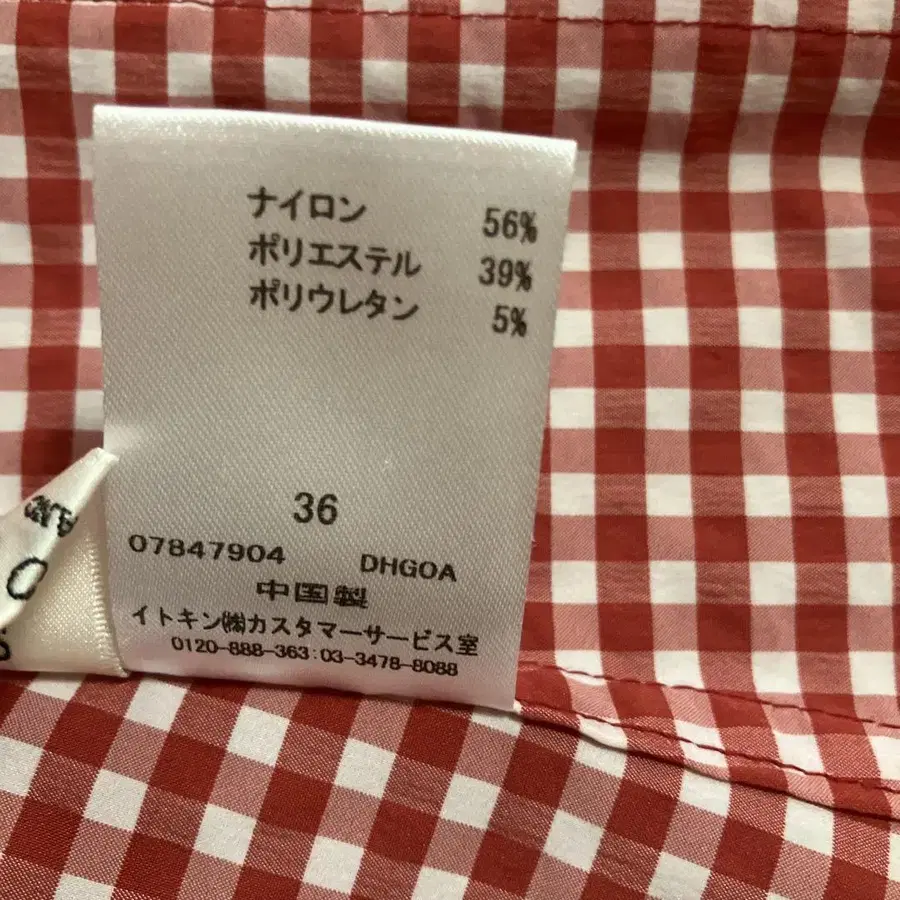 ナイロン 56%
ポリエステル 39%
ポリウレタン 5%
36
07847904 DHGOA
中国製
イトキン㈱カスタマーサービス室
0120-888-363:03-3478-8088